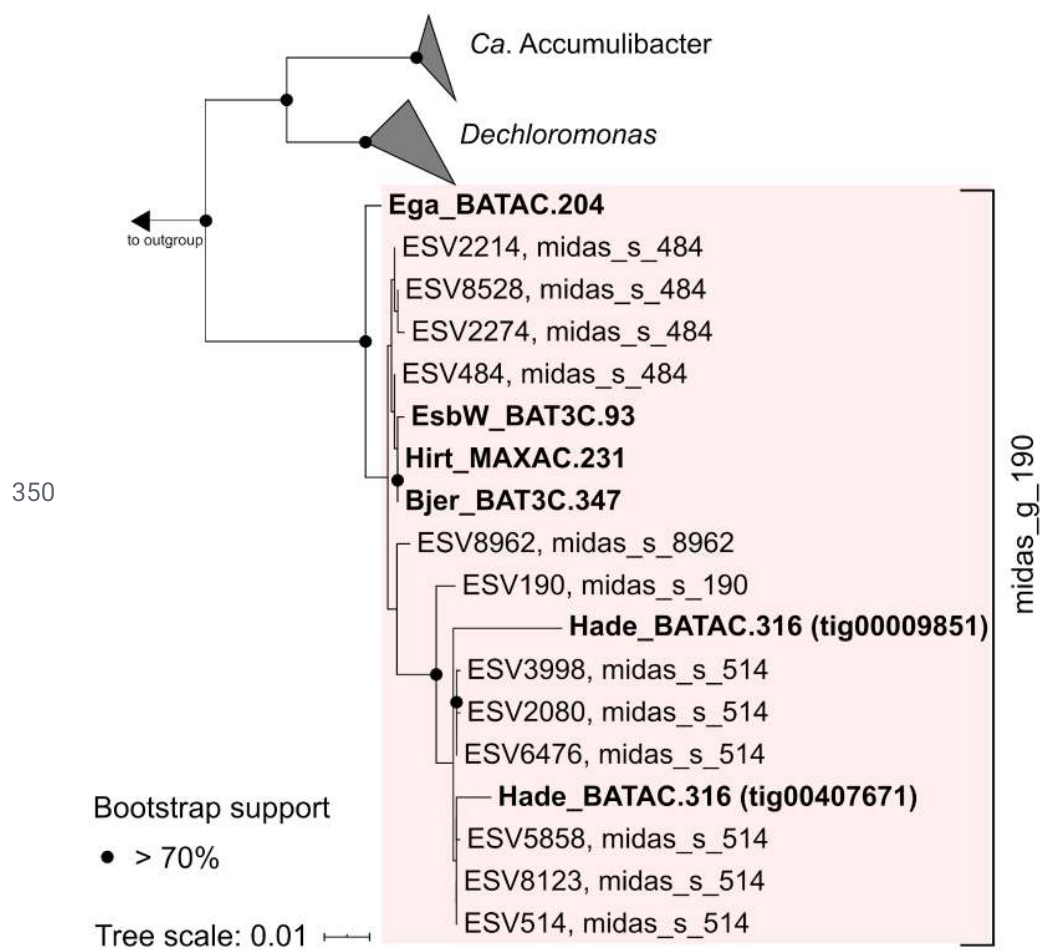 Ca. Accumulibacter
Dechloromonas
to outgroup
Ega_BATAC.204
ESV2214, midas_s_484
ESV8528, midas_s_484
ESV2274, midas_s_484
ESV484, midas_s_484
EsbW_BAT3C.93
Hirt_MAXAC.231
350
Bjer_BAT3C.347
midas_g_190
ESV8962, midas_s_8962
ESV190, midas_s_190
Hade_BATAC.316 (tig00009851)
ESV3998, midas_s_514
ESV2080, midas_s_514
ESV6476, midas_s_514
Hade_BATAC.316 (tig00407671)
ESV5858, midas_s_514
ESV8123, midas_s_514
ESV514, midas_s_514
Bootstrap support
> 70%
Tree scale: 0.01